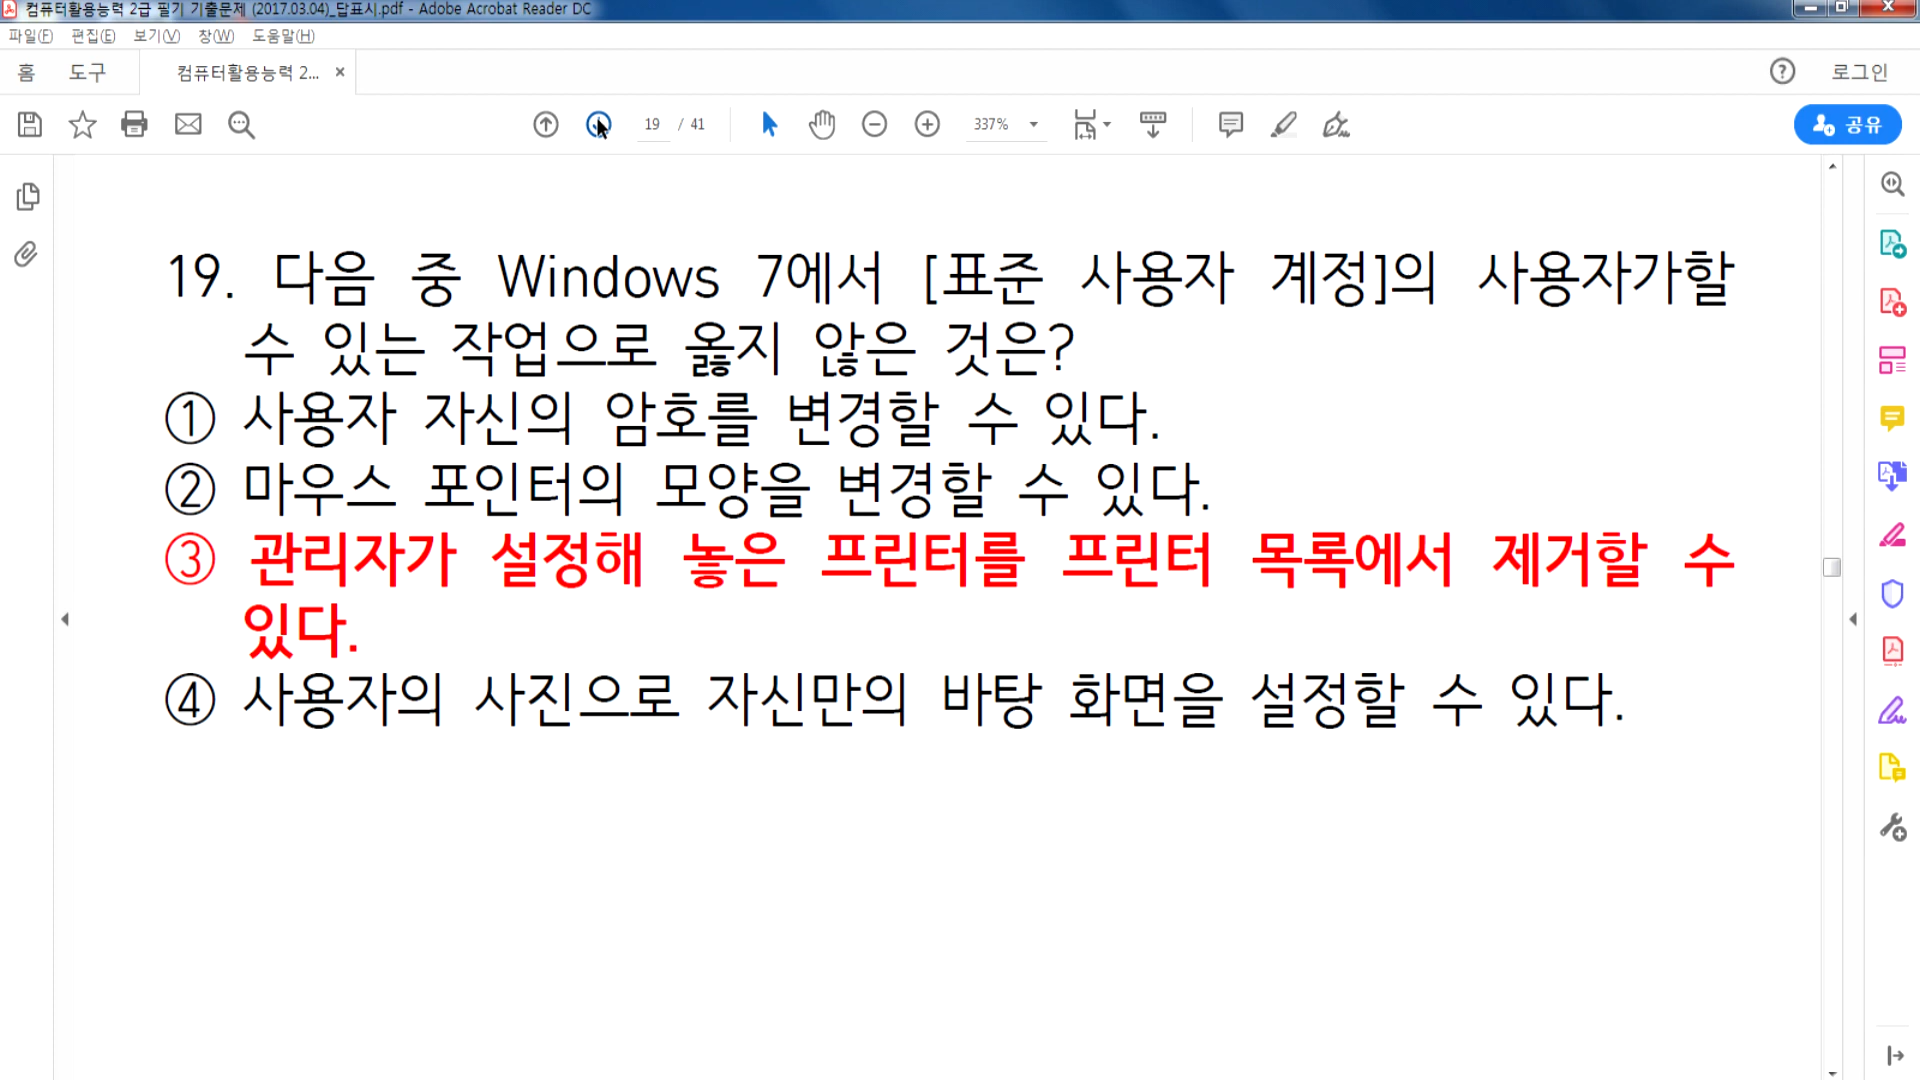 컴퓨터활용능력 2급 필기 기출문제 (2017.03.04)_답표시.pdf - Adobe Acrobat Reader DC
파일(F) 편집(E) 보기(V) 창(W) 도움말(H)
홈 도구 컴퓨터활용능력 2... × 로그인
19 / 41 337% 공유
19. 다음 중 Windows 7에서 [표준 사용자 계정]의 사용자가할
수 있는 작업으로 옳지 않은 것은?
① 사용자 자신의 암호를 변경할 수 있다.
② 마우스 포인터의 모양을 변경할 수 있다.
③ 관리자가 설정해 놓은 프린터를 프린터 목록에서 제거할 수
있다.
④ 사용자의 사진으로 자신만의 바탕 화면을 설정할 수 있다.